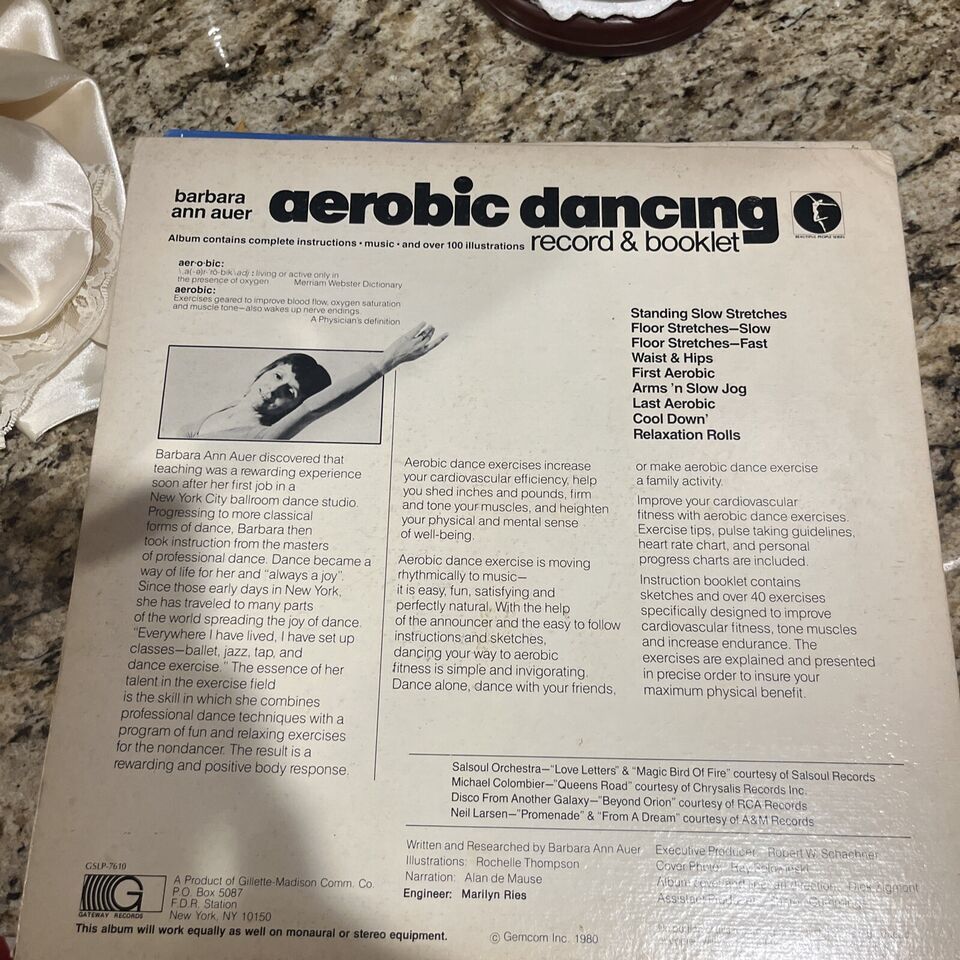 barbara
ann auer
aerobic dancing
record & booklet
BEAUTIFUL PEOPLE SERIES
Album contains complete instructions • music • and over 100 illustrations
aer·o·bic:
living or active only in
the presence of oxygen Merriam Webster Dictionary
aerobic:
Exercises geared to improve blood flow, oxygen saturation
and muscle tone—also wakes up nerve endings.
A Physician's definition
Standing Slow Stretches
Floor Stretches—Slow
Floor Stretches—Fast
Waist & Hips
First Aerobic
Arms 'n Slow Jog
Last Aerobic
Cool Down'
Relaxation Rolls
Barbara Ann Auer discovered that
teaching was a rewarding experience
soon after her first job in a
New York City ballroom dance studio.
Progressing to more classical
forms of dance, Barbara then
took instruction from the masters
of professional dance. Dance became a
way of life for her and "always a joy".
Since those early days in New York,
she has traveled to many parts
of the world spreading the joy of dance.
"Everywhere I have lived, I have set up
classes—ballet, jazz, tap, and
dance exercise." The essence of her
talent in the exercise field
is the skill in which she combines
professional dance techniques with a
program of fun and relaxing exercises
for the nondancer. The result is a
rewarding and positive body response.
Aerobic dance exercises increase
your cardiovascular efficiency, help
you shed inches and pounds, firm
and tone your muscles, and heighten
your physical and mental sense
of well-being.
Aerobic dance exercise is moving
rhythmically to music—
it is easy, fun, satisfying and
perfectly natural. With the help
of the announcer and the easy to follow
instructions and sketches,
dancing your way to aerobic
fitness is simple and invigorating.
Dance alone, dance with your friends,
or make aerobic dance exercise
a family activity.
Improve your cardiovascular
fitness with aerobic dance exercises.
Exercise tips, pulse taking guidelines,
heart rate chart, and personal
progress charts are included.
Instruction booklet contains
sketches and over 40 exercises
specifically designed to improve
cardiovascular fitness, tone muscles
and increase endurance. The
exercises are explained and presented
in precise order to insure your
maximum physical benefit.
Salsoul Orchestra—"Love Letters" & "Magic Bird Of Fire" courtesy of Salsoul Records
Michael Colombier—"Queens Road" courtesy of Chrysalis Records Inc.
Disco From Another Galaxy—"Beyond Orion" courtesy of RCA Records
Neil Larsen—"Promenade" & "From A Dream" courtesy of A&M Records
Written and Researched by Barbara Ann Auer
Illustrations: Rochelle Thompson
Narration: Alan de Mause
Engineer: Marilyn Ries
Executive Producer: Robert W. Schachner
Cover Photo:
Album cover and Dick Zigmont
GSLP-7610
G
GATEWAY RECORDS
A Product of Gillette-Madison Comm. Co.
P.O. Box 5087
F.D.R. Station
New York, NY 10150
This album will work equally as well on monaural or stereo equipment.
© Gemcom Inc. 1980